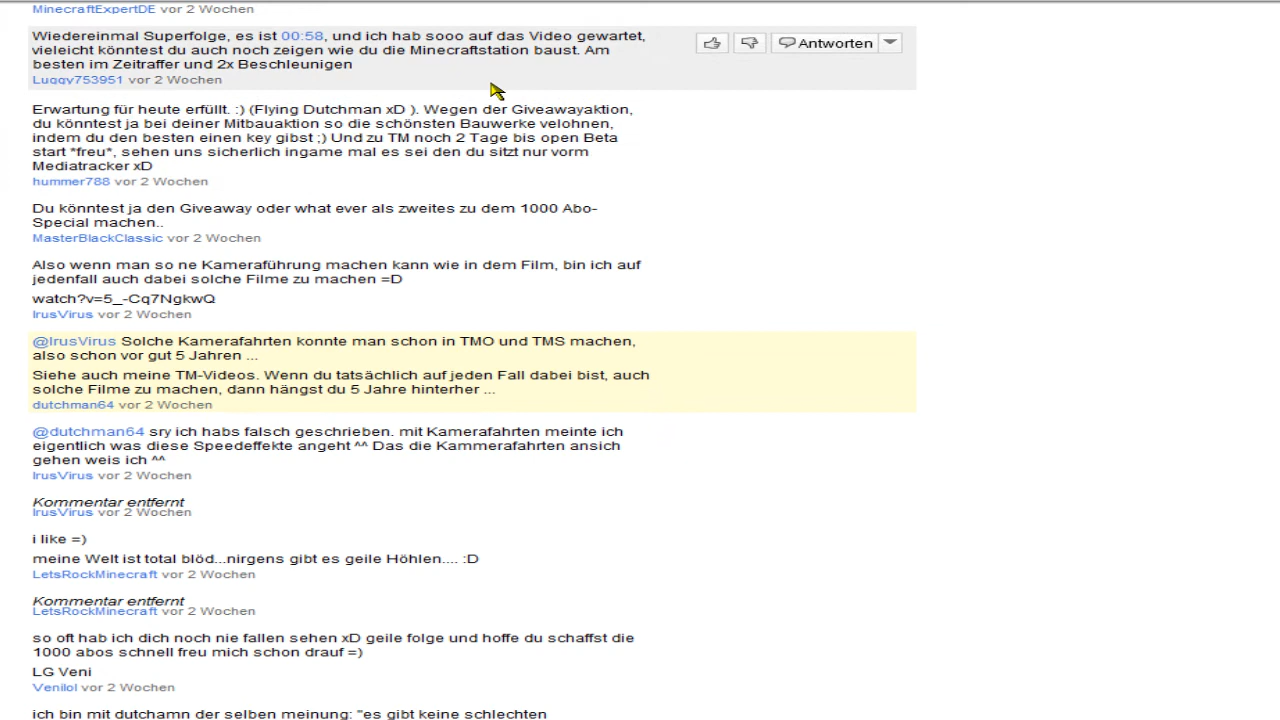 MinecraftExpertDE vor 2 Wochen
Wiedereinmal Superfolge, es ist 00:58, und ich hab sooo auf das Video gewartet,
vieleicht könntest du auch noch zeigen wie du die Minecraftstation baust. Am
besten im Zeitraffer und 2x Beschleunigen
Luggy753951 vor 2 Wochen
Antworten
Erwartung für heute erfüllt. :) (Flying Dutchman xD ). Wegen der Giveawayaktion,
du könntest ja bei deiner Mitbauaktion so die schönsten Bauwerke velohnen,
indem du den besten einen key gibst ;) Und zu TM noch 2 Tage bis open Beta
start *freu*, sehen uns sicherlich ingame mal es sei den du sitzt nur vorm
Mediatracker xD
hummer788 vor 2 Wochen
Du könntest ja den Giveaway oder what ever als zweites zu dem 1000 Abo-
Special machen..
MasterBlackClassic vor 2 Wochen
Also wenn man so ne Kameraführung machen kann wie in dem Film, bin ich auf
jedenfall auch dabei solche Filme zu machen =D
watch?v=5_-Cq7NgkwQ
IrusVirus vor 2 Wochen
@IrusVirus Solche Kamerafahrten konnte man schon in TMO und TMS machen,
also schon vor gut 5 Jahren ...
Siehe auch meine TM-Videos. Wenn du tatsächlich auf jeden Fall dabei bist, auch
solche Filme zu machen, dann hängst du 5 Jahre hinterher ...
dutchman64 vor 2 Wochen
@dutchman64 sry ich habs falsch geschrieben. mit Kamerafahrten meinte ich
eigentlich was diese Speedeffekte angeht ^^ Das die Kammerafahrten ansich
gehen weis ich ^^
IrusVirus vor 2 Wochen
Kommentar entfernt
IrusVirus vor 2 Wochen
i like =)
meine Welt ist total blöd...nirgens gibt es geile Höhlen.... :D
LetsRockMinecraft vor 2 Wochen
Kommentar entfernt
LetsRockMinecraft vor 2 Wochen
so oft hab ich dich noch nie fallen sehen xD geile folge und hoffe du schaffst die
1000 abos schnell freu mich schon drauf =)
LG Veni
Venilol vor 2 Wochen
ich bin mit dutchamn der selben meinung: "es gibt keine schlechten